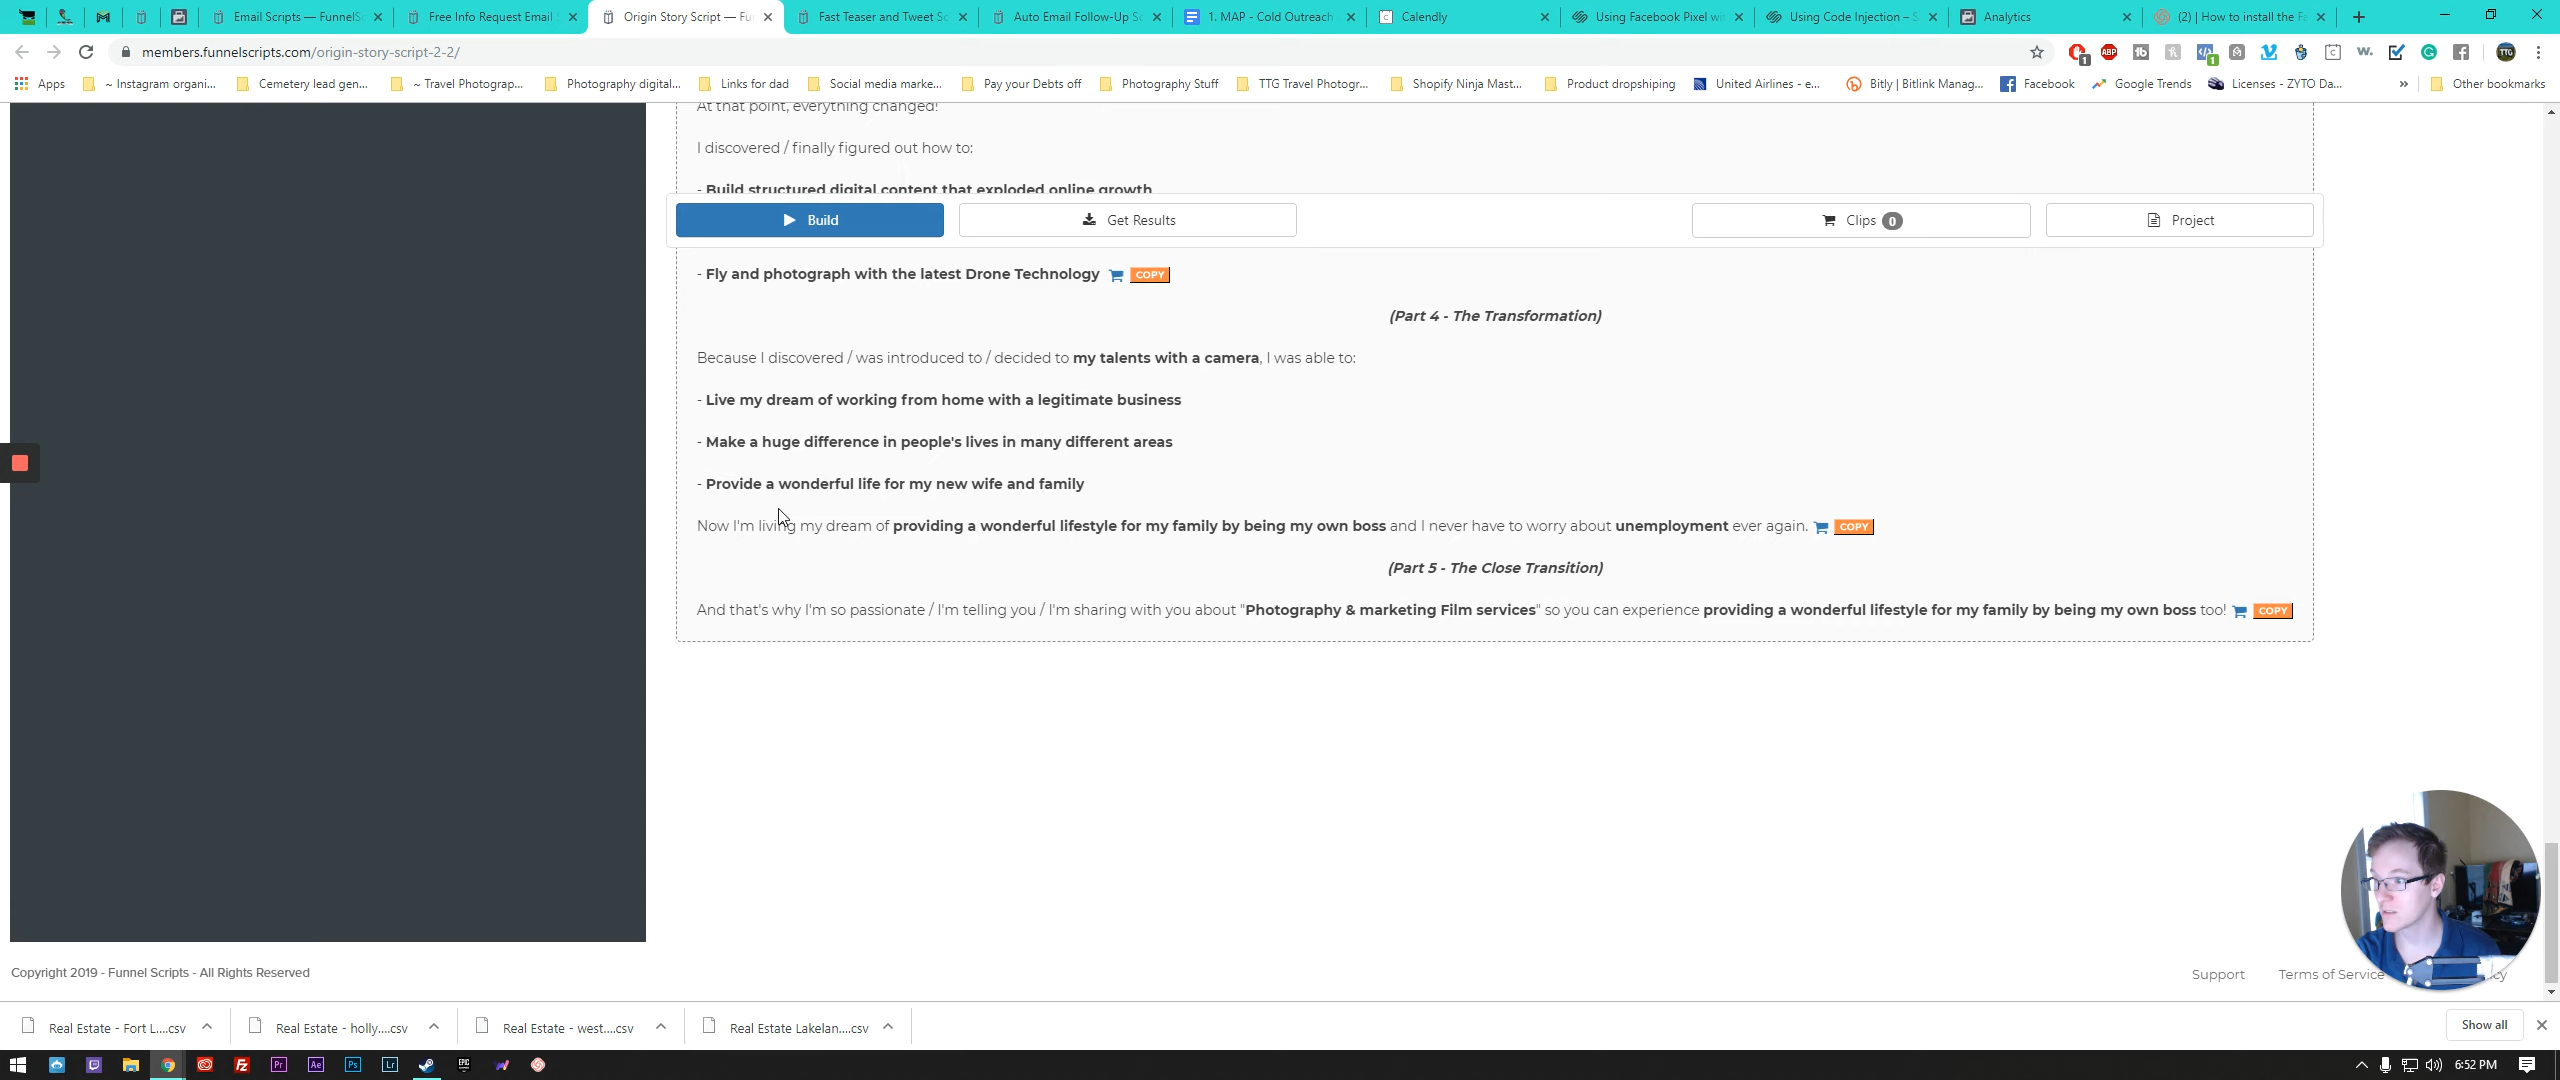 Email Scripts — FunnelS
Free Info Request Email
Origin Story Script — Fu
Fast Teaser and Tweet Sc
Auto Email Follow-Up Sc
1. MAP - Cold Outreach
Calendly
Using Facebook Pixel wi
Using Code Injection – S
Analytics
(2) | How to install the Fa
members.funnelscripts.com/origin-story-script-2-2/
Apps
~ Instagram organi...
Cemetery lead gen...
~ Travel Photograp...
Photography digital...
Links for dad
Social media marke...
Pay your Debts off
Photography Stuff
TTG Travel Photogr...
Shopify Ninja Mast...
Product dropshiping
United Airlines - e...
Bitly | Bitlink Manag...
Facebook
Google Trends
Licenses - ZYTO Da...
»
Other bookmarks
At that point, everything changed!
I discovered / finally figured out how to:
- Build structured digital content that exploded online growth
Build
Get Results
Clips 0
Project
- Fly and photograph with the latest Drone Technology COPY
(Part 4 - The Transformation)
Because I discovered / was introduced to / decided to my talents with a camera, I was able to:
- Live my dream of working from home with a legitimate business
- Make a huge difference in people's lives in many different areas
- Provide a wonderful life for my new wife and family
Now I'm living my dream of providing a wonderful lifestyle for my family by being my own boss and I never have to worry about unemployment ever again. COPY
(Part 5 - The Close Transition)
And that's why I'm so passionate / I'm telling you / I'm sharing with you about "Photography & marketing Film services" so you can experience providing a wonderful lifestyle for my family by being my own boss too! COPY
Copyright 2019 - Funnel Scripts - All Rights Reserved
Support
Terms of Service
cy
Real Estate - Fort L....csv
Real Estate - holly....csv
Real Estate - west....csv
Real Estate Lakelan....csv
Show all
6:52 PM